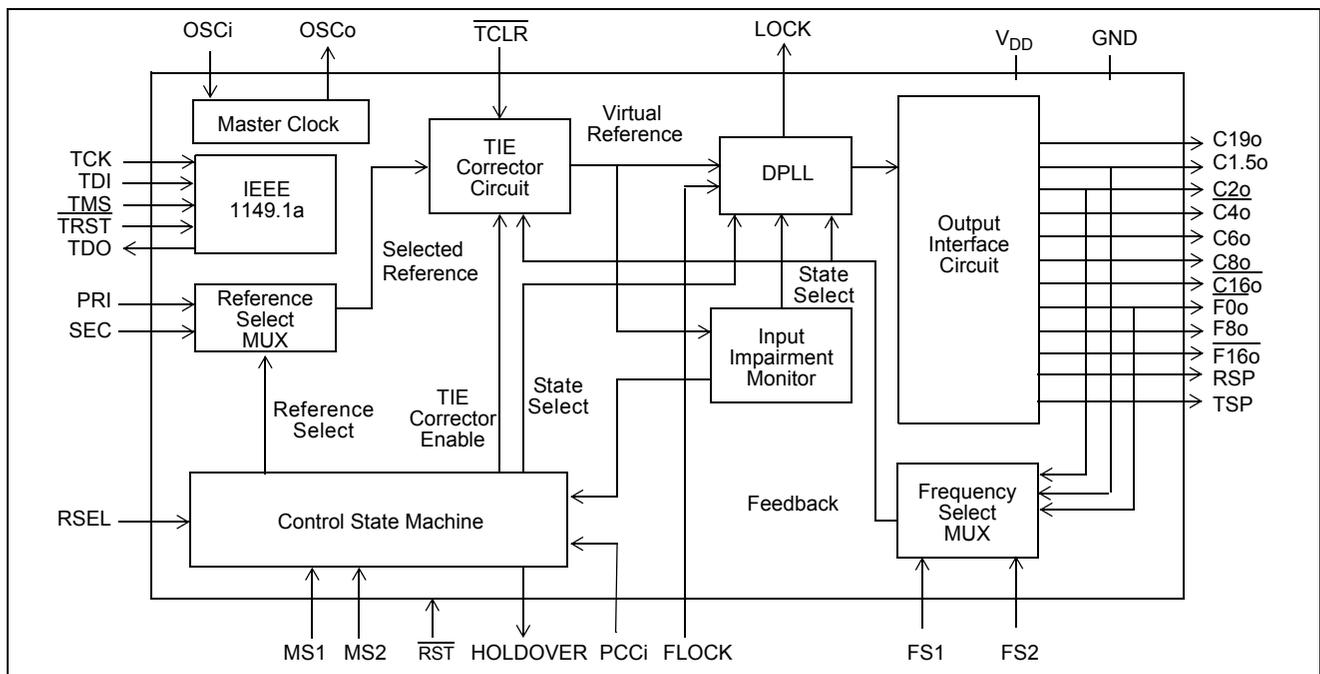 OSCi
OSCo
TCLR
LOCK
VDD
GND
Master Clock
TIE
Corrector
Circuit
Virtual
Reference
DPLL
TCK
TDI
TMS
TRST
TDO
IEEE
1149.1a
Output
Interface
Circuit
C19o
C1.5o
C2o
C4o
C6o
C8o
C16o
F0o
F8o
F16o
RSP
TSP
Selected
Reference
State
Select
PRI
SEC
Reference
Select
MUX
Input
Impairment
Monitor
Reference
Select
TIE
Corrector
Enable
State
Select
RSEL
Control State Machine
Feedback
Frequency
Select
MUX
MS1
MS2
RST
HOLDOVER
PCCi
FLOCK
FS1
FS2